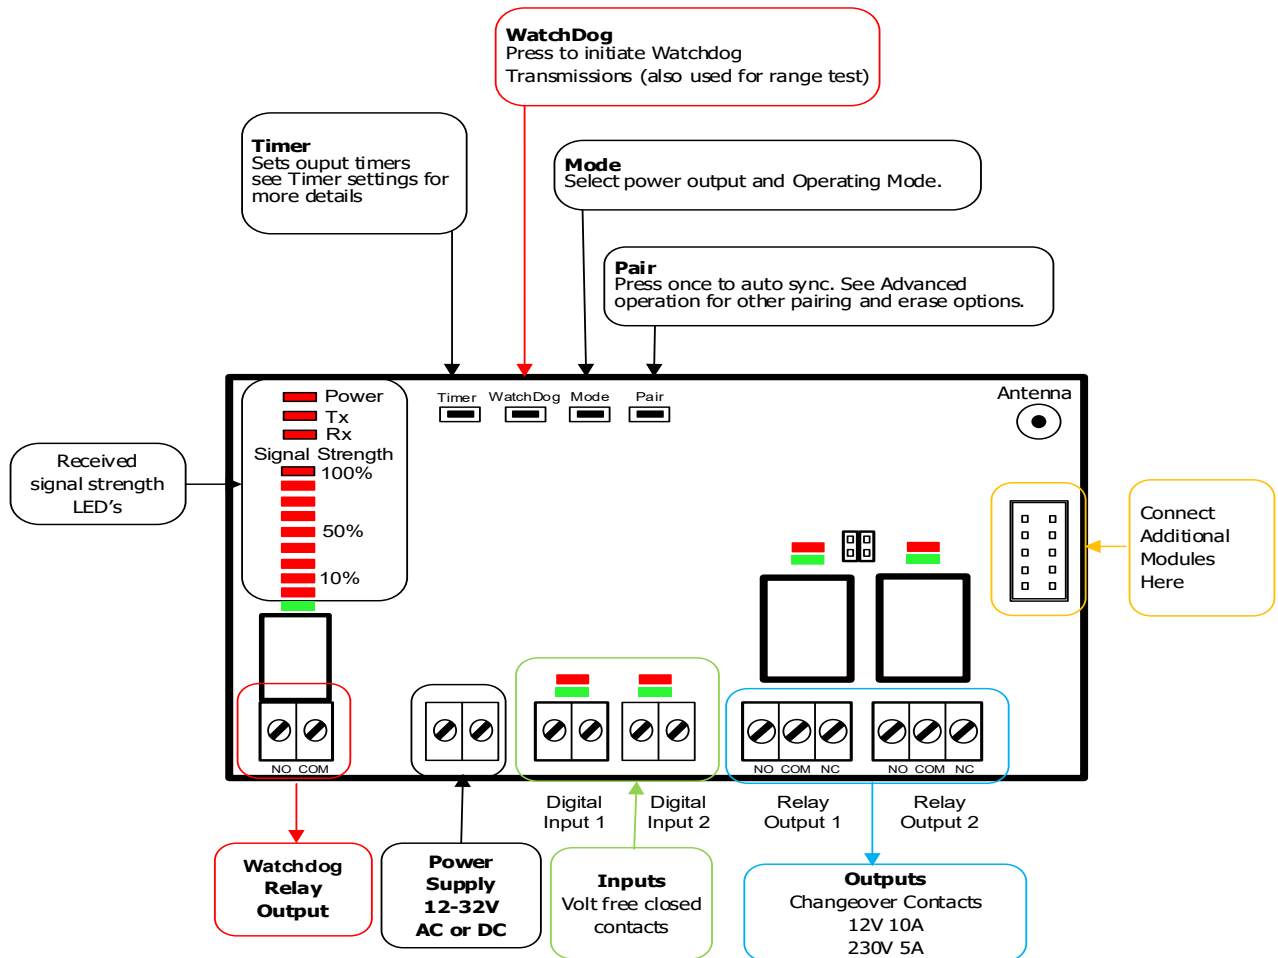 WatchDog
Press to initiate Watchdog
Transmissions (also used for range test)
Timer
Sets ouput timers
see Timer settings for
more details
Mode
Select power output and Operating Mode.
Pair
Press once to auto sync. See Advanced
operation for other pairing and erase options.
Power
Tx
Rx
Signal Strength
100%
50%
10%
Timer WatchDog Mode Pair
Antenna
Received
signal strength
LED's
Connect
Additional
Modules
Here
NO COM
NO COM NC
NO COM NC
Digital
Input 1
Digital
Input 2
Relay
Output 1
Relay
Output 2
Watchdog
Relay
Output
Power
Supply
12-32V
AC or DC
Inputs
Volt free closed
contacts
Outputs
Changeover Contacts
12V 10A
230V 5A